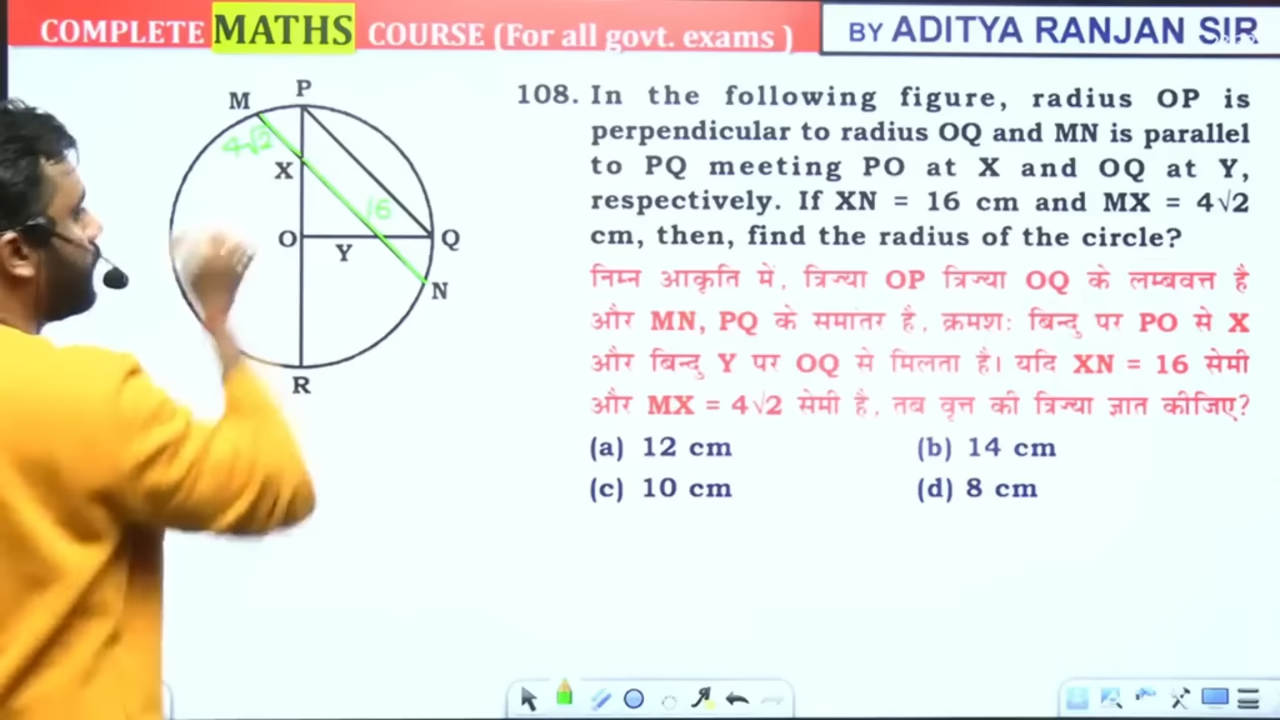 COMPLETE MATHS COURSE (For all govt. exams )
BY ADITYA RANJAN SIR
P
M
4√2
X
16
O
Y
Q
N
R
108. In the following figure, radius OP is
perpendicular to radius OQ and MN is parallel
to PQ meeting PO at X and OQ at Y,
respectively. If XN = 16 cm and MX = 4√2
cm, then, find the radius of the circle?
निम्न आकृति में, त्रिज्या OP त्रिज्या OQ के लम्बवत्त है
और MN, PQ के समांतर है, क्रमशः बिन्दु पर PO से X
और बिन्दु Y पर OQ से मिलता है। यदि XN = 16 सेमी
और MX = 4√2 सेमी है, तब वृत्त की त्रिज्या ज्ञात कीजिए?
(a) 12 cm (b) 14 cm
(c) 10 cm (d) 8 cm